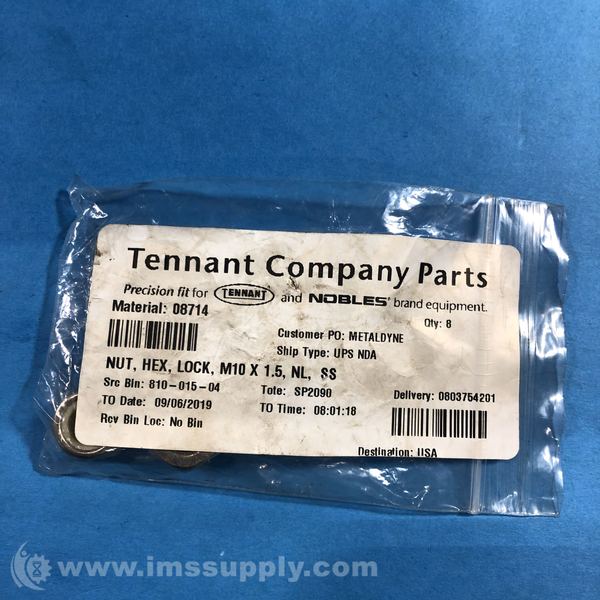 Tennant Company Parts
Precision fit for TENNANT and NOBLES® brand equipment.
Material: 08714
Qty: 8
Customer PO: METALDYNE
Ship Type: UPS NDA
NUT, HEX, LOCK, M10 X 1.5, NL, SS
Src Bin: 810-015-04 Tote: SP2090 Delivery: 0803754201
TO Date: 09/06/2019 TO Time: 08:01:18
Rcv Bin Loc: No Bin
Destination: USA
www.imssupply.com